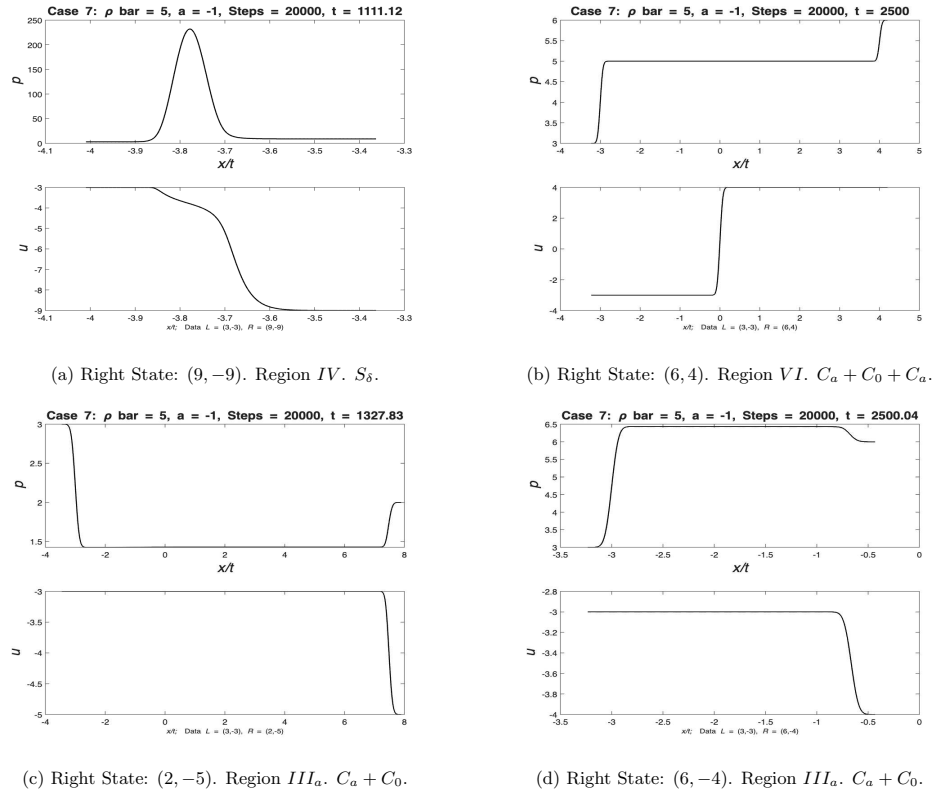 Case 7: ρ bar = 5, a = -1, Steps = 20000, t = 1111.12
250
200
150
100
50
0
p
-4.1 -4 -3.9 -3.8 -3.7 -3.6 -3.5 -3.4 -3.3
x/t
-3
-4
-5
-6
-7
-8
-9
u
-4.1 -4 -3.9 -3.8 -3.7 -3.6 -3.5 -3.4 -3.3
x/t; Data L = (3,-3), R = (9,-9)
(a) Right State: (9, −9). Region IV. Sδ.
Case 7: ρ bar = 5, a = -1, Steps = 20000, t = 2500
6
5.5
5
4.5
4
3.5
3
p
-4 -3 -2 -1 0 1 2 3 4 5
x/t
4
2
0
-2
-4
u
-4 -3 -2 -1 0 1 2 3 4 5
x/t; Data L = (3,-3), R = (6,4)
(b) Right State: (6, 4). Region VI. Ca + C0 + Ca.
Case 7: ρ bar = 5, a = -1, Steps = 20000, t = 1327.83
3
2.5
2
1.5
p
-4 -2 0 2 4 6 8
x/t
-3
-3.5
-4
-4.5
-5
u
-4 -2 0 2 4 6 8
x/t; Data L = (3,-3), R = (2,-5)
(c) Right State: (2, −5). Region IIIa. Ca + C0.
Case 7: ρ bar = 5, a = -1, Steps = 20000, t = 2500.04
6.5
6
5.5
5
4.5
4
3.5
3
p
-3.5 -3 -2.5 -2 -1.5 -1 -0.5 0
x/t
-2.8
-3
-3.2
-3.4
-3.6
-3.8
-4
u
-3.5 -3 -2.5 -2 -1.5 -1 -0.5 0
x/t; Data L = (3,-3), R = (6,-4)
(d) Right State: (6, −4). Region IIIa. Ca + C0.